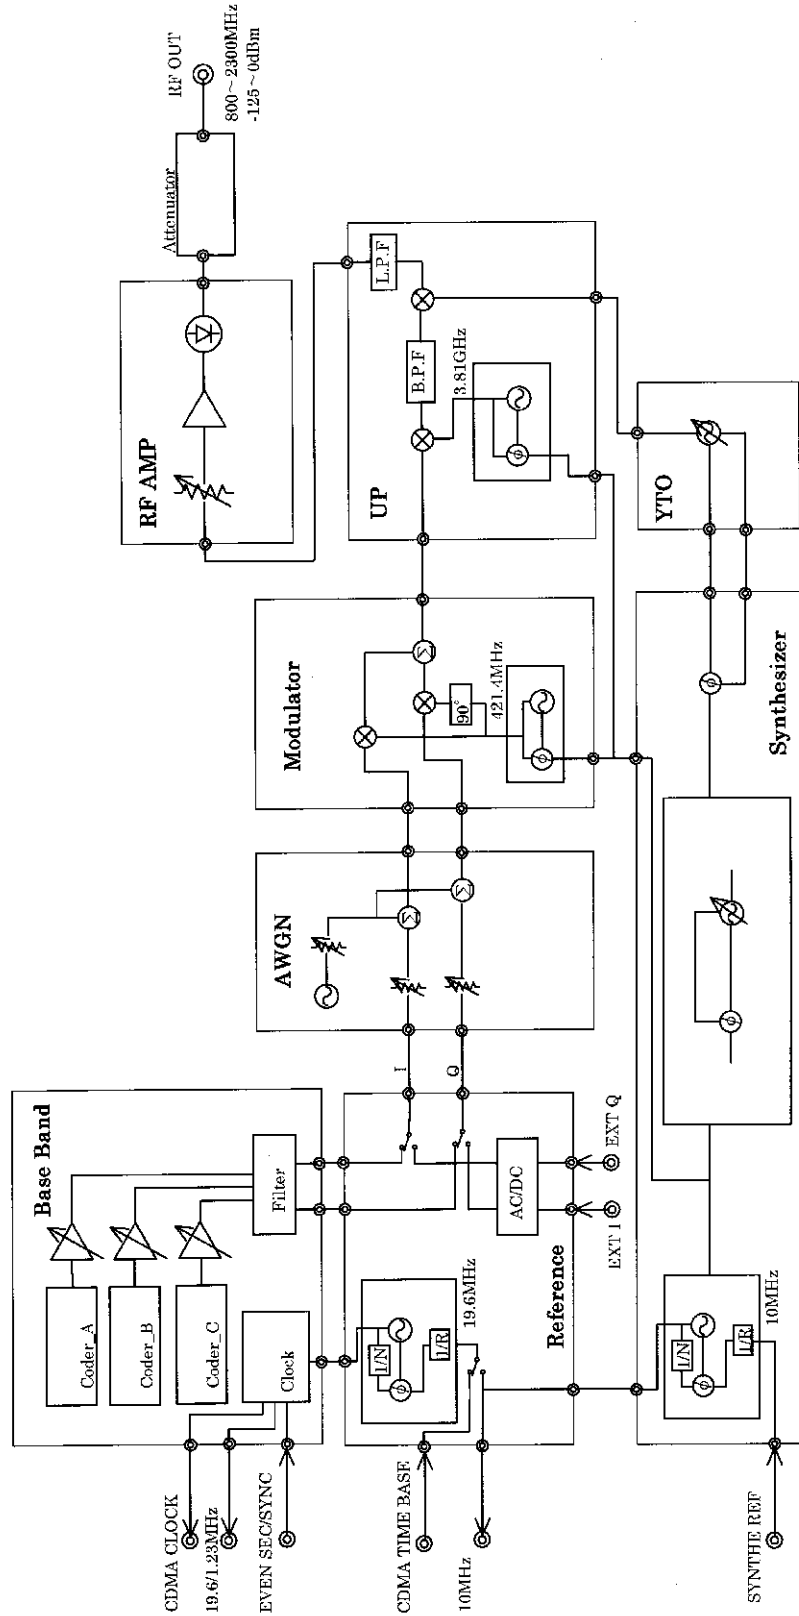 RF OUT
800~2300MHz
-125~0dBm
Attenuator
RF AMP
L.P.F
B.P.F
3.81GHz
UP
YTO
Modulator
Σ
90°
421.4MHz
ϕ
ϕ
ϕ
Synthesizer
AWGN
Σ
Σ
ϕ
I
Q
Base Band
Filter
Coder_A
Coder_B
Coder_C
Clock
AC/DC
EXT Q
EXT I
Reference
1/N
ϕ
1/R
19.6MHz
1/N
ϕ
1/R
10MHz
CDMA CLOCK
19.6/1.23MHz
EVEN SEC/SYNC
CDMA TIME BASE
10MHz
SYNTHE REF